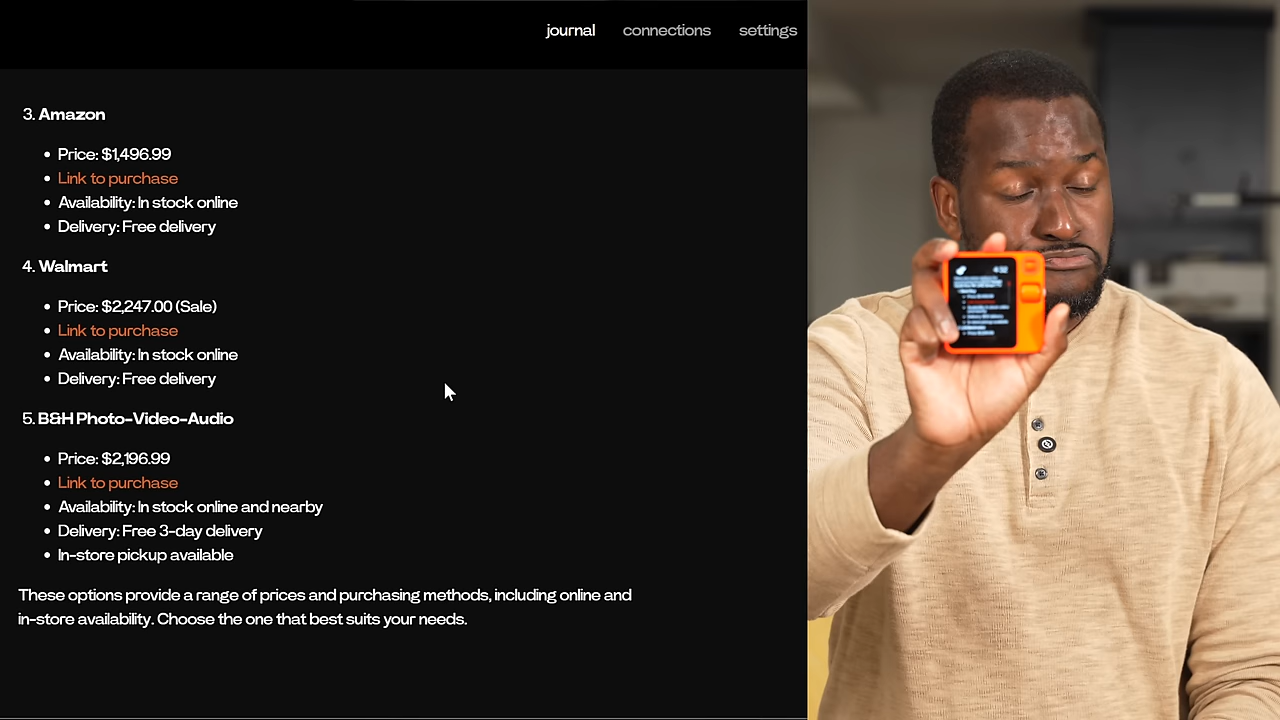 journal connections settings
3. Amazon
• Price: $1,496.99
• Link to purchase
• Availability: In stock online
• Delivery: Free delivery
4. Walmart
• Price: $2,247.00 (Sale)
• Link to purchase
• Availability: In stock online
• Delivery: Free delivery
5. B&H Photo-Video-Audio
• Price: $2,196.99
• Link to purchase
• Availability: In stock online and nearby
• Delivery: Free 3-day delivery
• In-store pickup available
These options provide a range of prices and purchasing methods, including online and
in-store availability. Choose the one that best suits your needs.